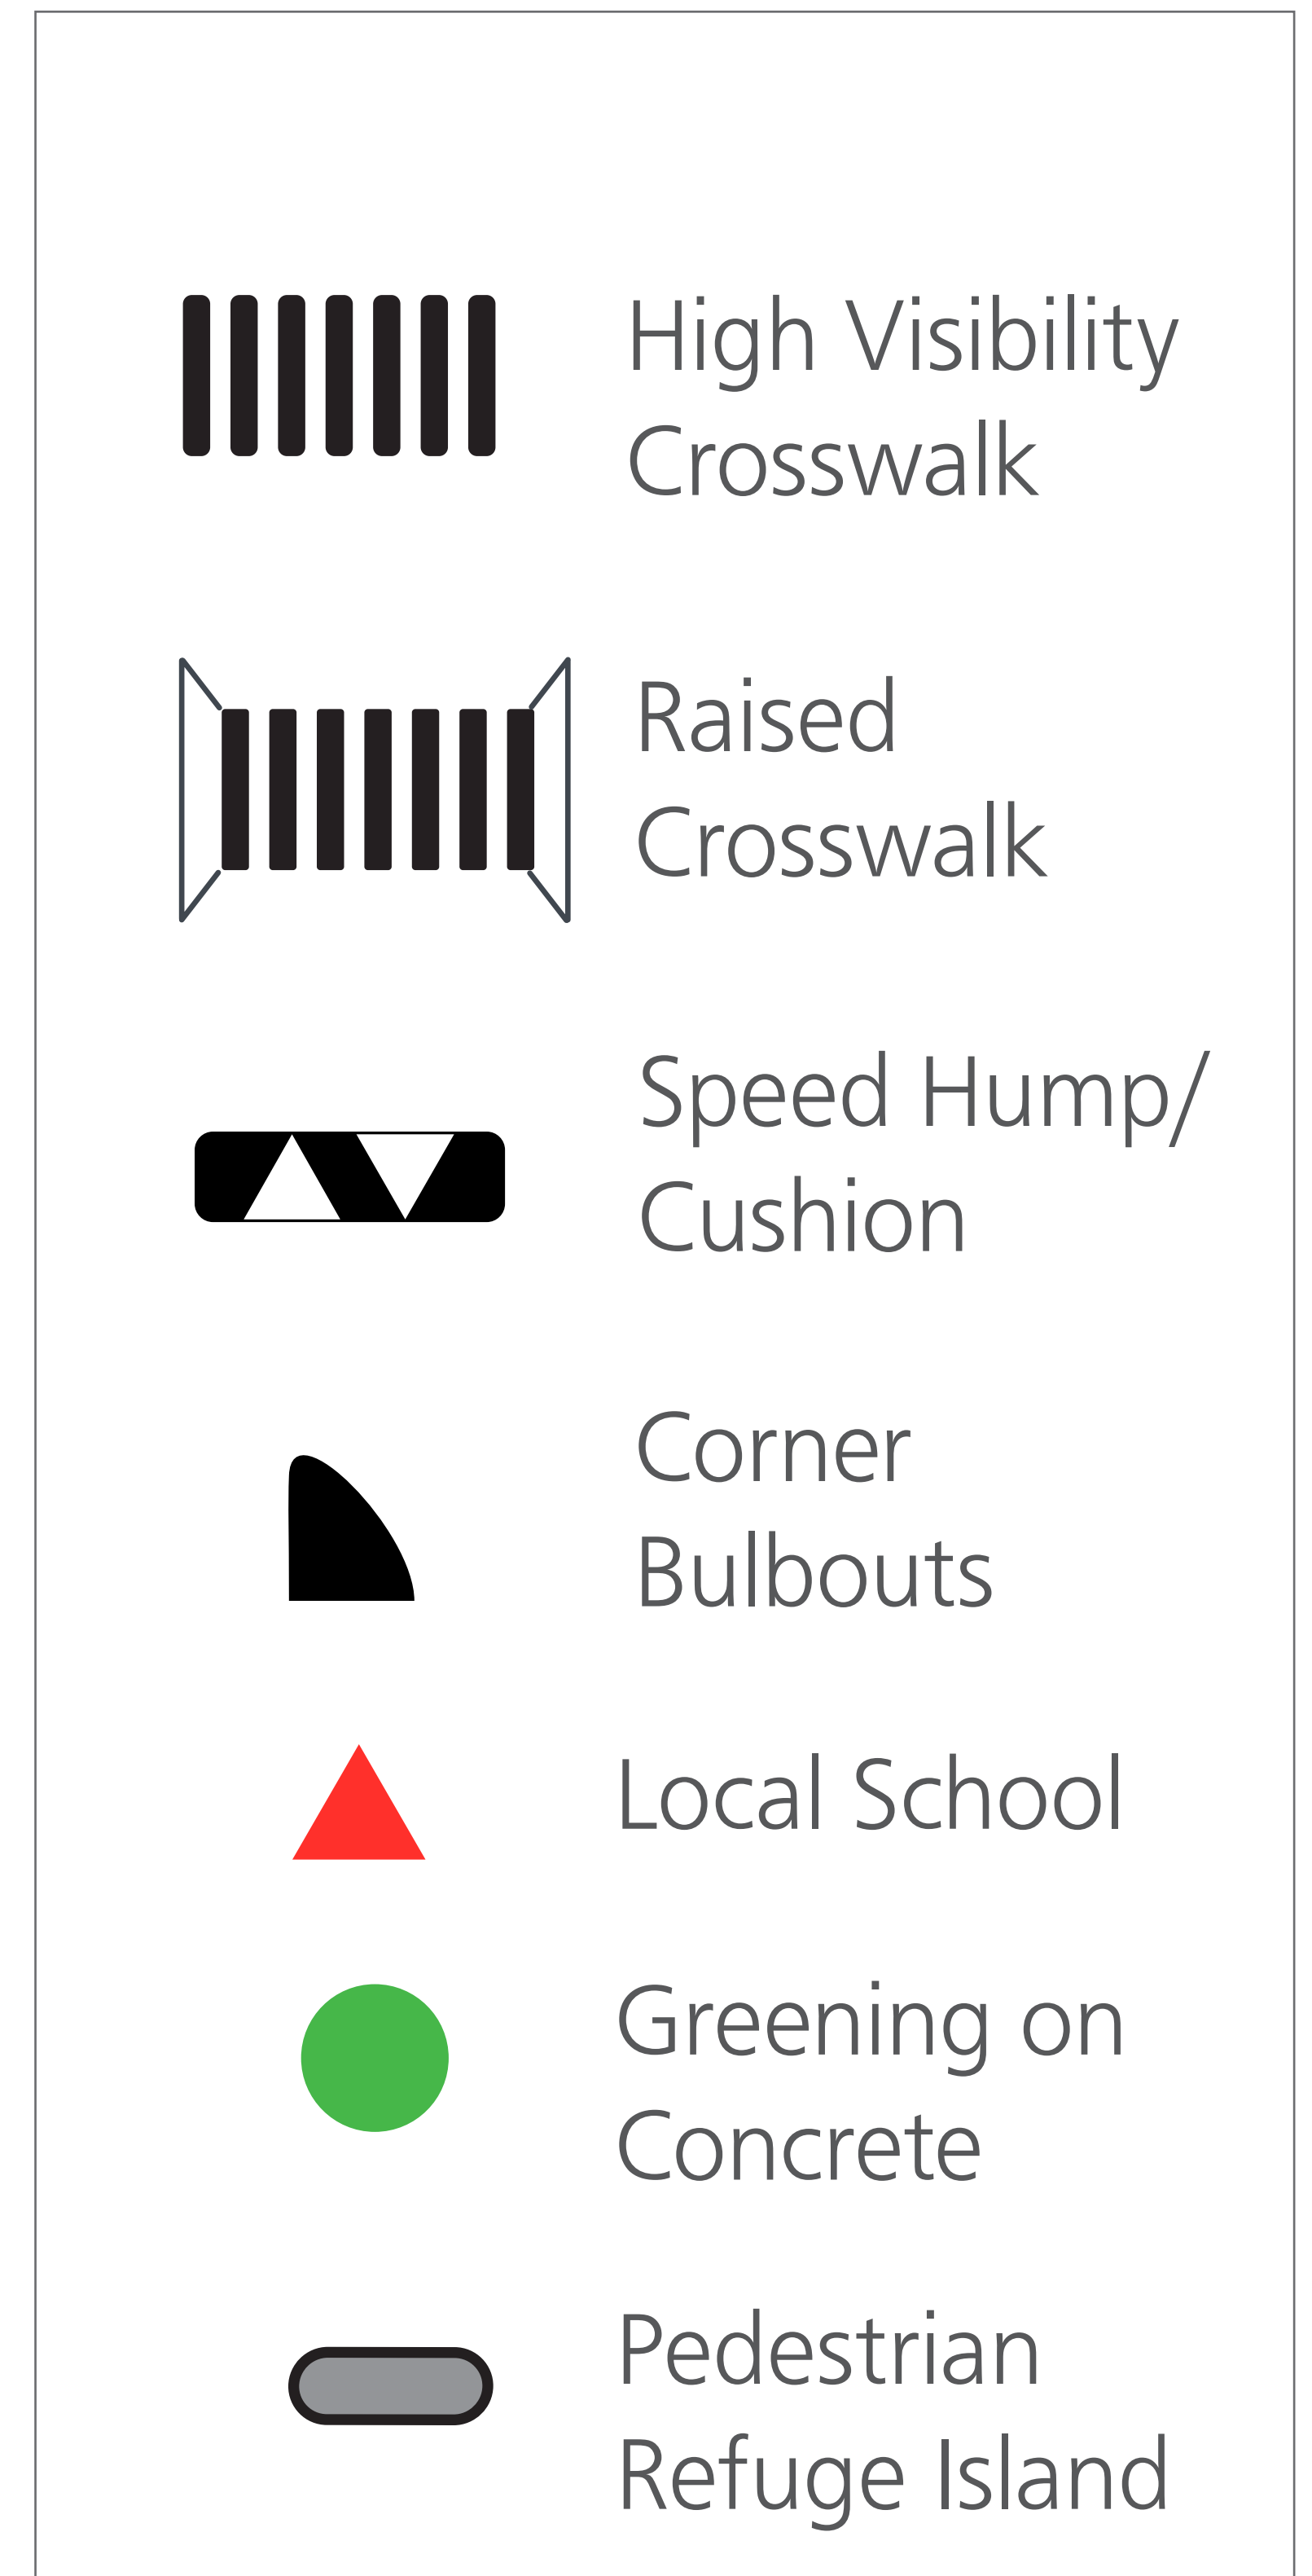 High Visibility
Crosswalk
Raised
Crosswalk
Speed Hump/
Cushion
Corner
Bulbouts
Local School
Greening on
Concrete
Pedestrian
Refuge Island